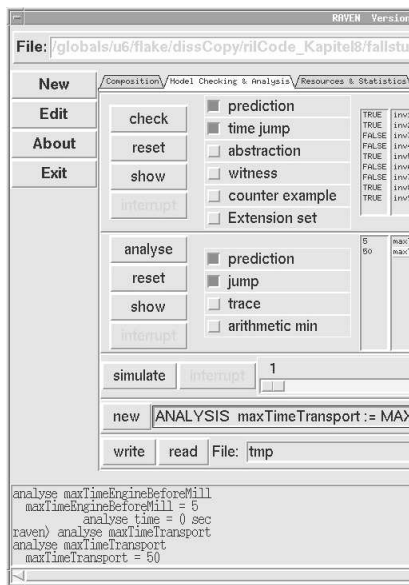 RAVEN Version
File: /globals/u6/flake/dissCopy/rilCode_Kapitel8/fallstu
New
Edit
About
Exit
Composition Model Checking & Analysis Resources & Statistics
check
reset
show
interrupt
prediction
time jump
abstraction
witness
counter example
Extension set
TRUE
TRUE
FALSE
FALSE
TRUE
FALSE
TRUE
TRUE
analyse
reset
show
interrupt
prediction
jump
trace
arithmetic min
5
50
simulate interrupt 1
new ANALYSIS maxTimeTransport := MAX
write read File: tmp
analyse maxTimeEngineBeforeMill
maxTimeEngineBeforeMill = 5
analyse time = 0 sec
raven> analyse maxTimeTransport
analyse maxTimeTransport
maxTimeTransport = 50